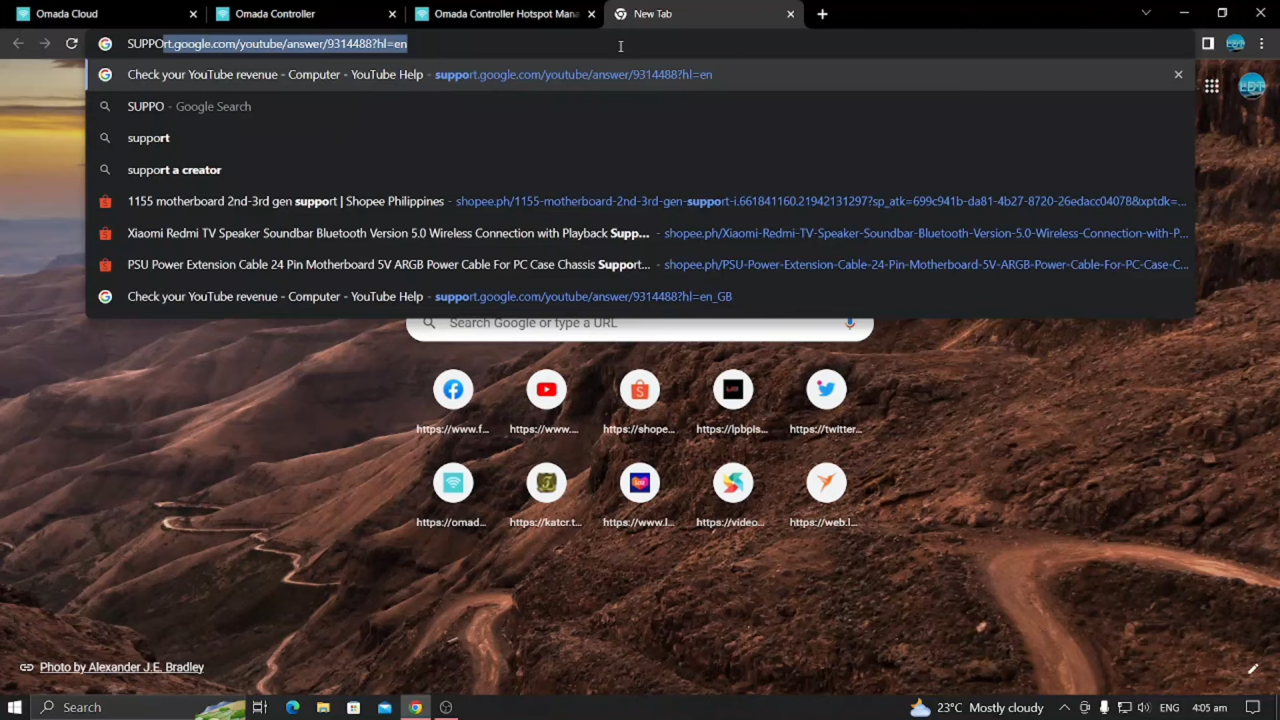 Omada Cloud
Omada Controller
Omada Controller Hotspot Man
New Tab
SUPPOrt.google.com/youtube/answer/9314488?hl=en
Check your YouTube revenue - Computer - YouTube Help - support.google.com/youtube/answer/9314488?hl=en
SUPPO - Google Search
support
support a creator
1155 motherboard 2nd-3rd gen support | Shopee Philippines - shopee.ph/1155-motherboard-2nd-3rd-gen-support-i.661841160.21942131297?sp_atk=699c941b-da81-4b27-8720-26edacc04078&xptdk=...
Xiaomi Redmi TV Speaker Soundbar Bluetooth Version 5.0 Wireless Connection with Playback Supp... - shopee.ph/Xiaomi-Redmi-TV-Speaker-Soundbar-Bluetooth-Version-5.0-Wireless-Connection-with-P...
PSU Power Extension Cable 24 Pin Motherboard 5V ARGB Power Cable For PC Case Chassis Support... - shopee.ph/PSU-Power-Extension-Cable-24-Pin-Motherboard-5V-ARGB-Power-Cable-For-PC-Case-C...
Check your YouTube revenue - Computer - YouTube Help - support.google.com/youtube/answer/9314488?hl=en_GB
Search Google or type a URL
https://www.f... https://www.... https://shope... https://lpbpis... https://twitter...
https://omad... https://katcr.t... https://www.l... https://video... https://web.l...
Photo by Alexander J.E. Bradley
Search 23°C Mostly cloudy ENG 4:05 am